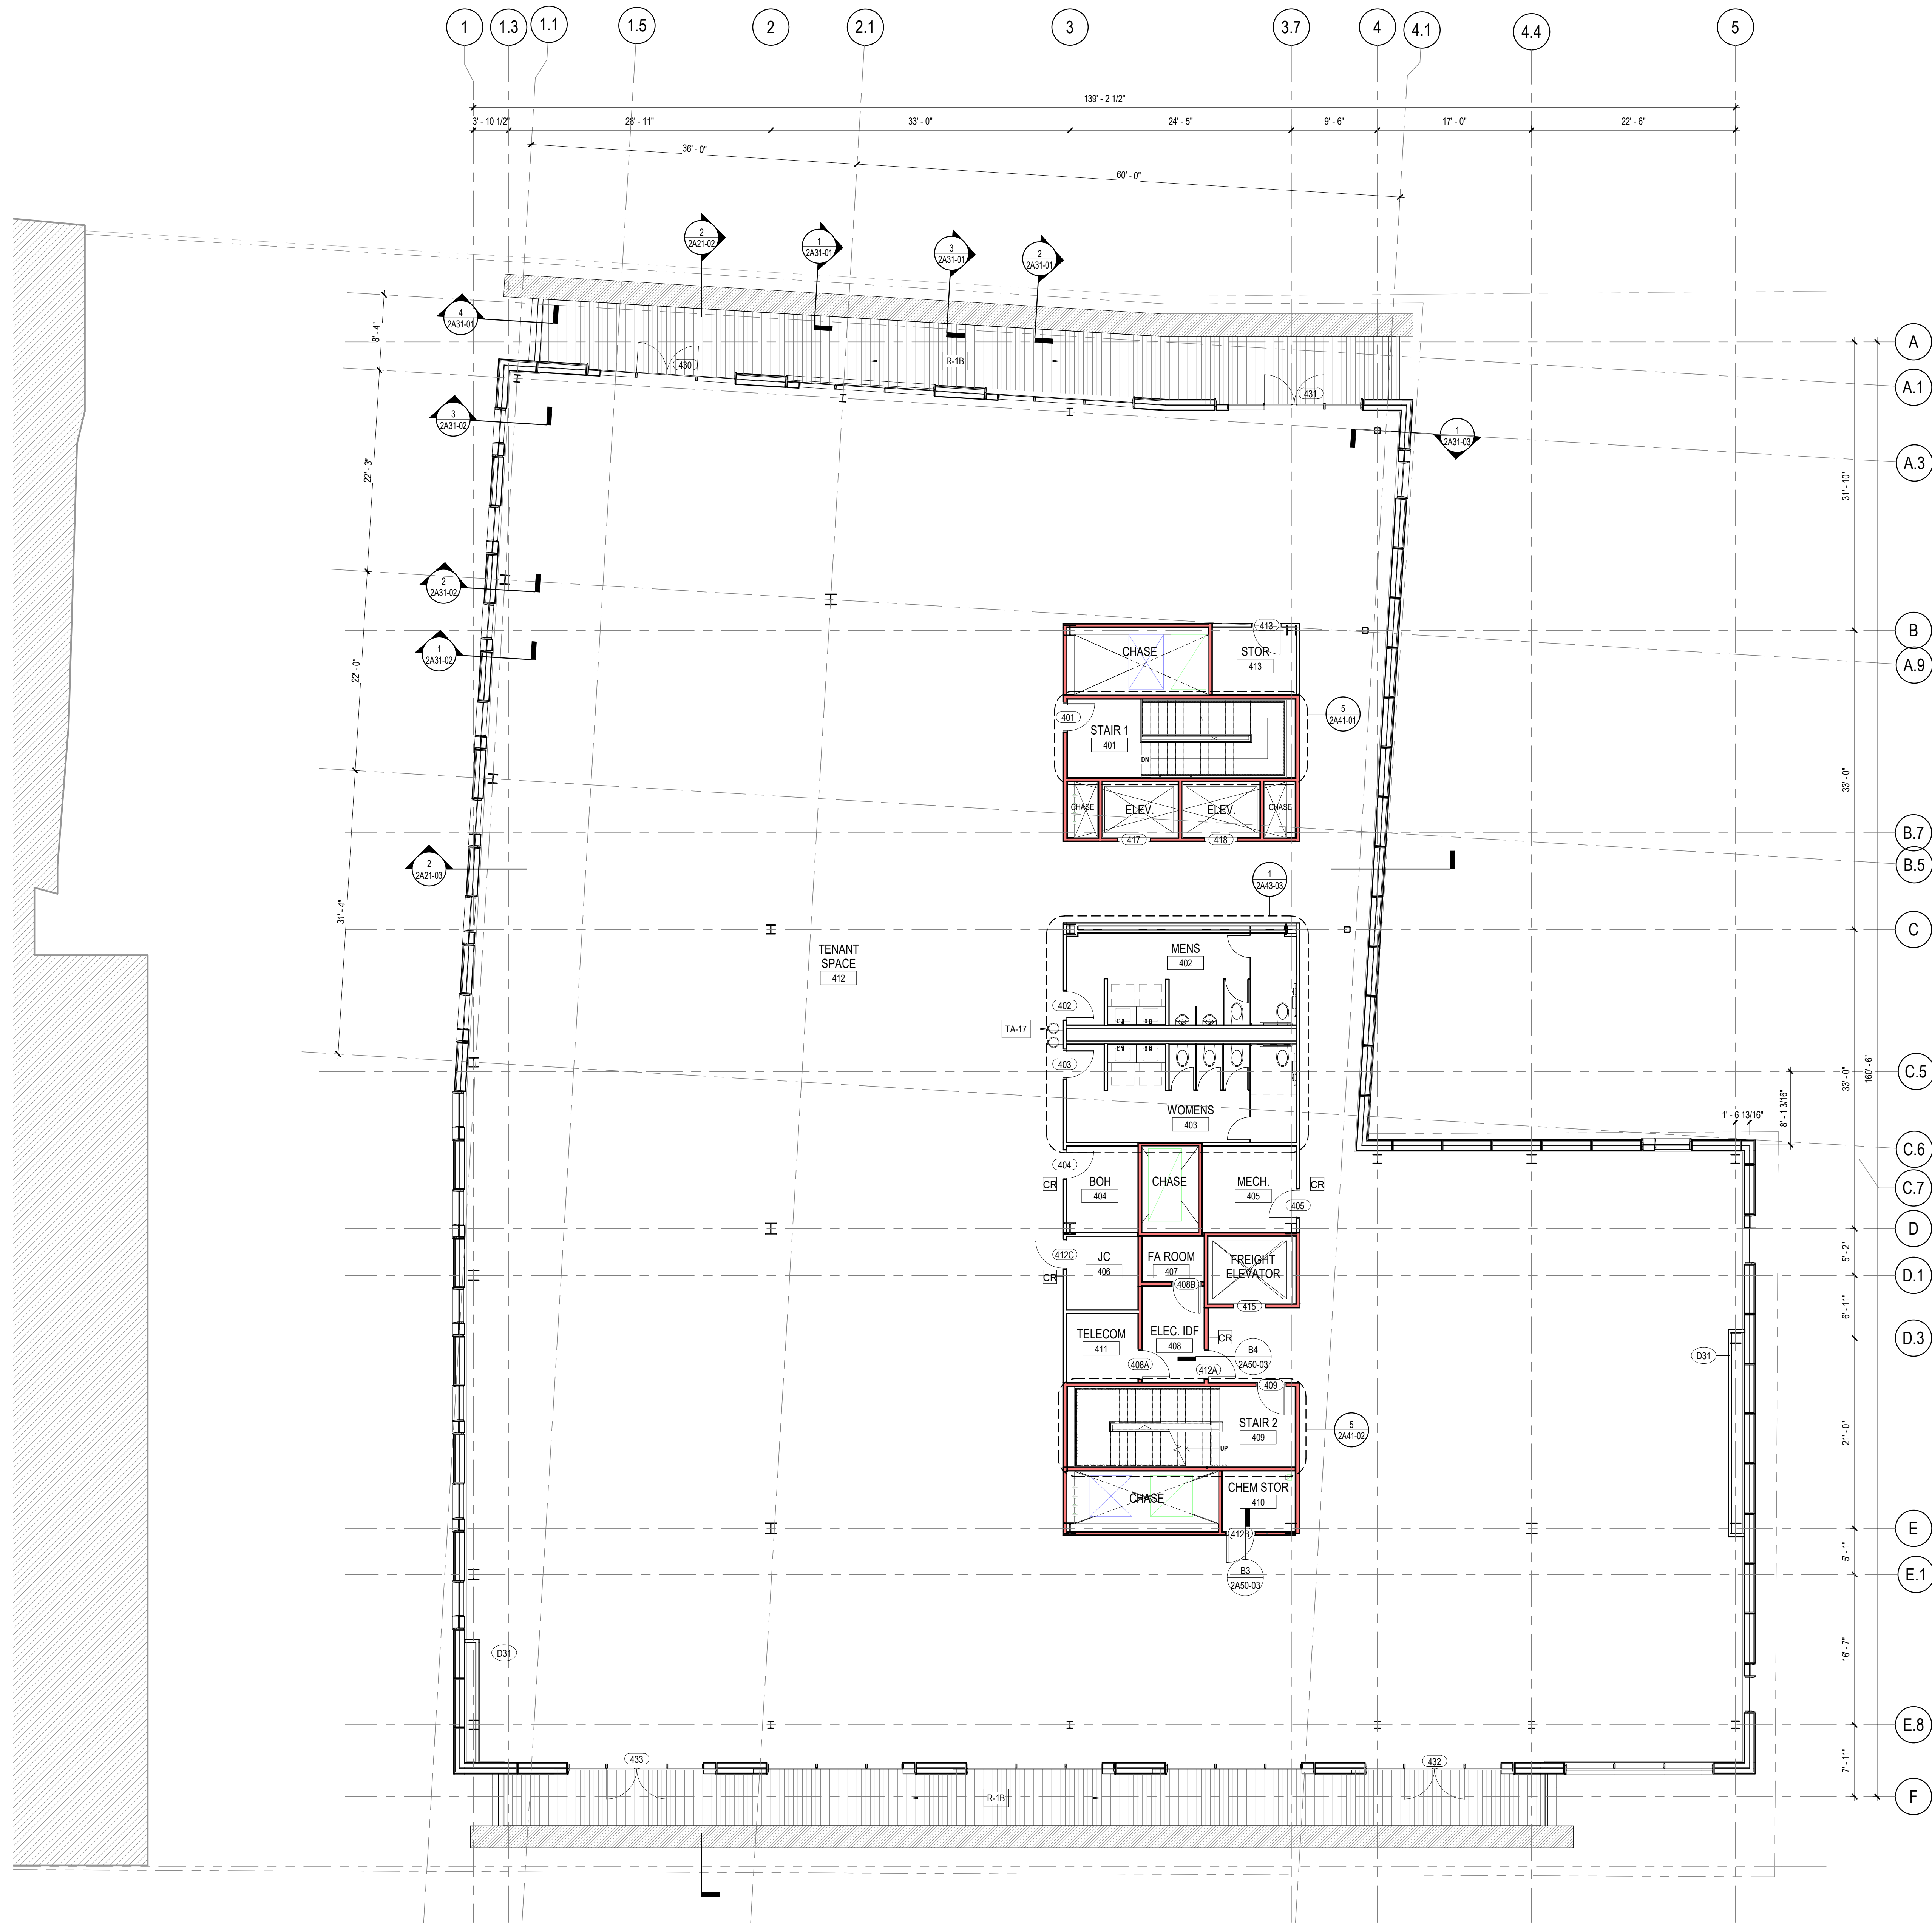 1
1.3
1.1
1.5
2
2.1
3
3.7
4
4.1
4.4
5
139' - 2 1/2"
3' - 10 1/2"
28' - 11"
33' - 0"
24' - 5"
9' - 6"
17' - 0"
22' - 6"
36' - 0"
60' - 0"
2
2A21-02
1
2A31-01
3
2A31-01
2
2A31-01
4
2A31-01
8' - 4"
A
430
R-1B
431
A.1
3
2A31-02
1
2A31-03
A.3
22' - 3"
31' - 10"
2
2A31-02
413
B
1
2A31-02
CHASE
STOR
413
A.9
22' - 0"
401
STAIR 1
401
5
2A41-01
DN
33' - 0"
CHASE
ELEV.
ELEV.
CHASE
417
418
B.7
B.5
2
2A21-03
1
2A43-03
31' - 4"
C
TENANT
SPACE
412
MENS
402
402
TA-17
403
C.5
33' - 0"
160' - 6"
8' - 1 3/16"
1' - 6 13/16"
WOMENS
403
C.6
404
CR
BOH
404
CHASE
MECH.
405
CR
405
C.7
D
412C
JC
406
FA ROOM
407
FREIGHT
ELEVATOR
5' - 2"
CR
408B
D.1
415
6' - 11"
TELECOM
411
ELEC. IDF
408
CR
D.3
B4
2A50-03
D31
408A
412A
409
STAIR 2
409
5
2A41-02
21' - 0"
UP
CHASE
CHEM STOR
410
412B
E
5' - 1"
B3
2A50-03
E.1
D31
16' - 7"
E.8
433
432
7' - 11"
R-1B
F